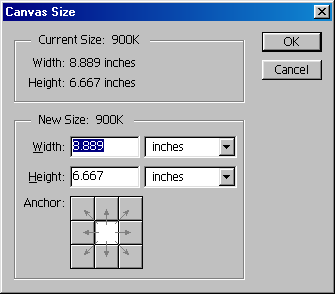 Canvas Size
Current Size: 900K
Width: 8.889 inches
Height: 6.667 inches
OK
Cancel
New Size: 900K
Width: 8.889 inches
Height: 6.667 inches
Anchor: